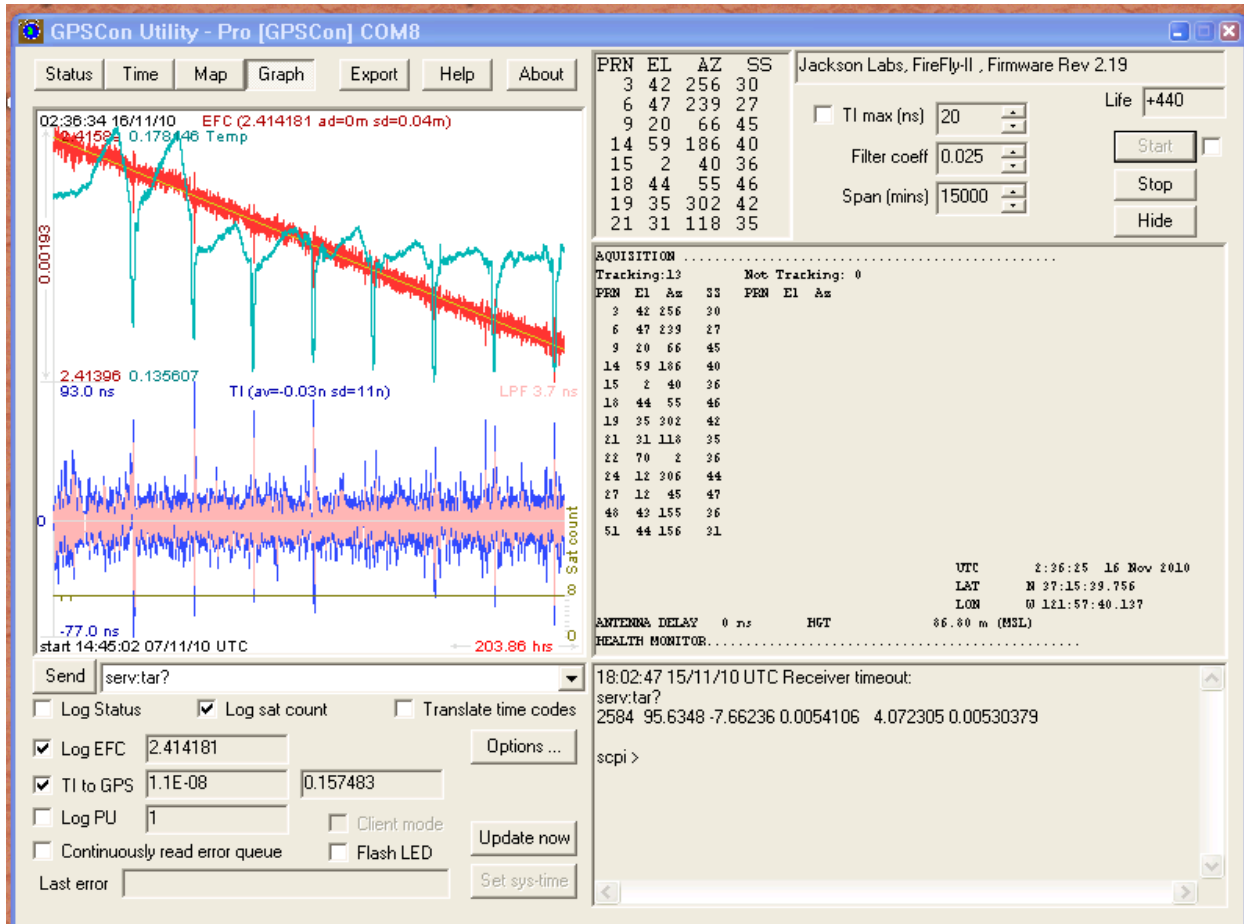 GPSCon Utility - Pro [GPSCon] COM8
Status Time Map Graph Export Help About
02:36:34 16/11/10 EFC (2.414181 ad=0m sd=0.04m)
0.178446 Temp
0.00193
2.41396 0.135607
93.0 ns TI (av=-0.03n sd=11n) LPF 3.7 ns
0
Sat count
8
-77.0 ns 0
start 14:45:02 07/11/10 UTC 203.86 hrs
PRN EL AZ SS
3 42 256 30
6 47 239 27
9 20 66 45
14 59 186 40
15 2 40 36
18 44 55 46
19 35 302 42
21 31 118 35
Jackson Labs, FireFly-II , Firmware Rev 2.19
Life +440
TI max (ns) 20
Filter coeff 0.025
Span (mins) 15000
Start
Stop
Hide
AQUISITION ........................................................
Tracking:13 Not Tracking: 0
PRN El Az SS PRN El Az
3 42 256 30
6 47 239 27
9 20 66 45
14 59 186 40
15 2 40 36
18 44 55 46
19 35 302 42
21 31 118 35
22 70 2 36
24 12 306 44
27 12 45 47
48 43 155 36
51 44 156 31
UTC 2:36:25 16 Nov 2010
LAT N 37:15:39.756
LON W 121:57:40.137
ANTENNA DELAY 0 ns HGT 86.80 m (MSL)
HEALTH MONITOR.........................................................
Send serv:tar?
Log Status Log sat count Translate time codes
Log EFC 2.414181 Options ...
TI to GPS 1.1E-08 0.157483
Log PU 1 Client mode Update now
Continuously read error queue Flash LED
Last error Set sys-time
18:02:47 15/11/10 UTC Receiver timeout:
serv:tar?
2584 95.6348 -7.66236 0.0054106 4.072305 0.00530379
scpi >